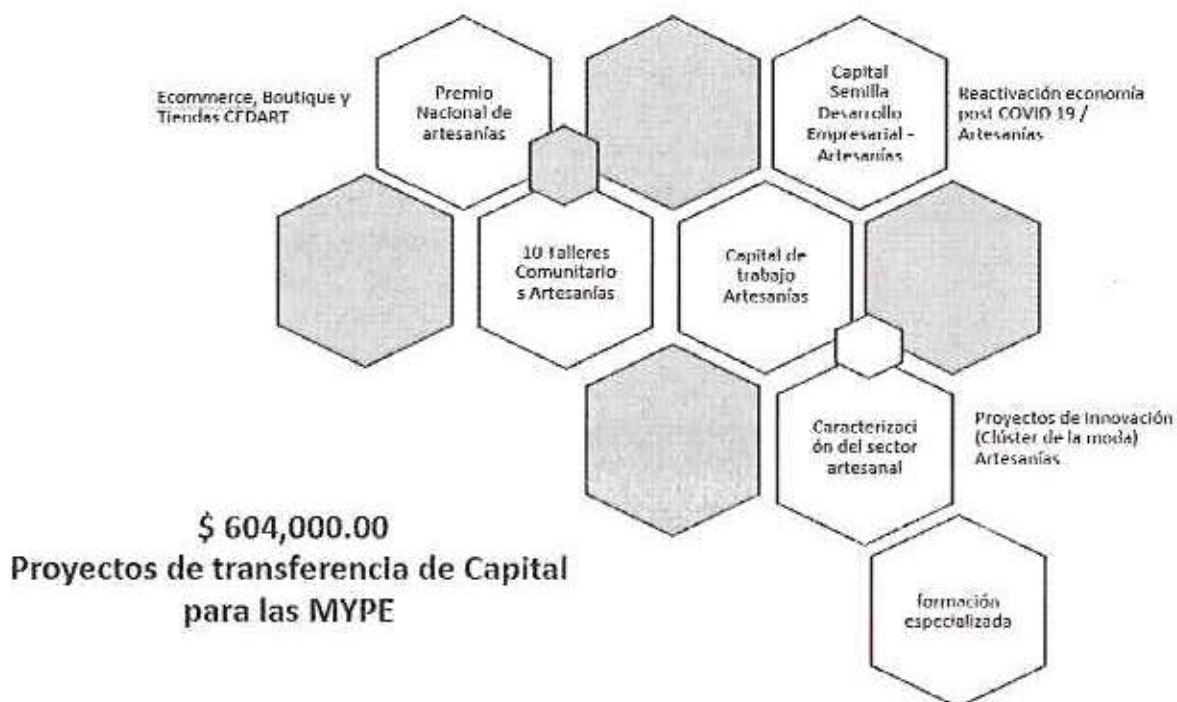 Ecommerce, Boutique y
Tiendas CEDART
Premio
Nacional de
artesanías
Capital
Semilla
Desarrollo
Empresarial -
Artesanías
Reactivación economía
post COVID 19 /
Artesanías
10 Talleres
Comunitario
s Artesanías
Capital de
trabajo
Artesanías
Caracterizaci
ón del sector
artesanal
Proyectos de Innovación
(Clúster de la moda)
Artesanías
formación
especializada
$ 604,000.00
Proyectos de transferencia de Capital
para las MYPE